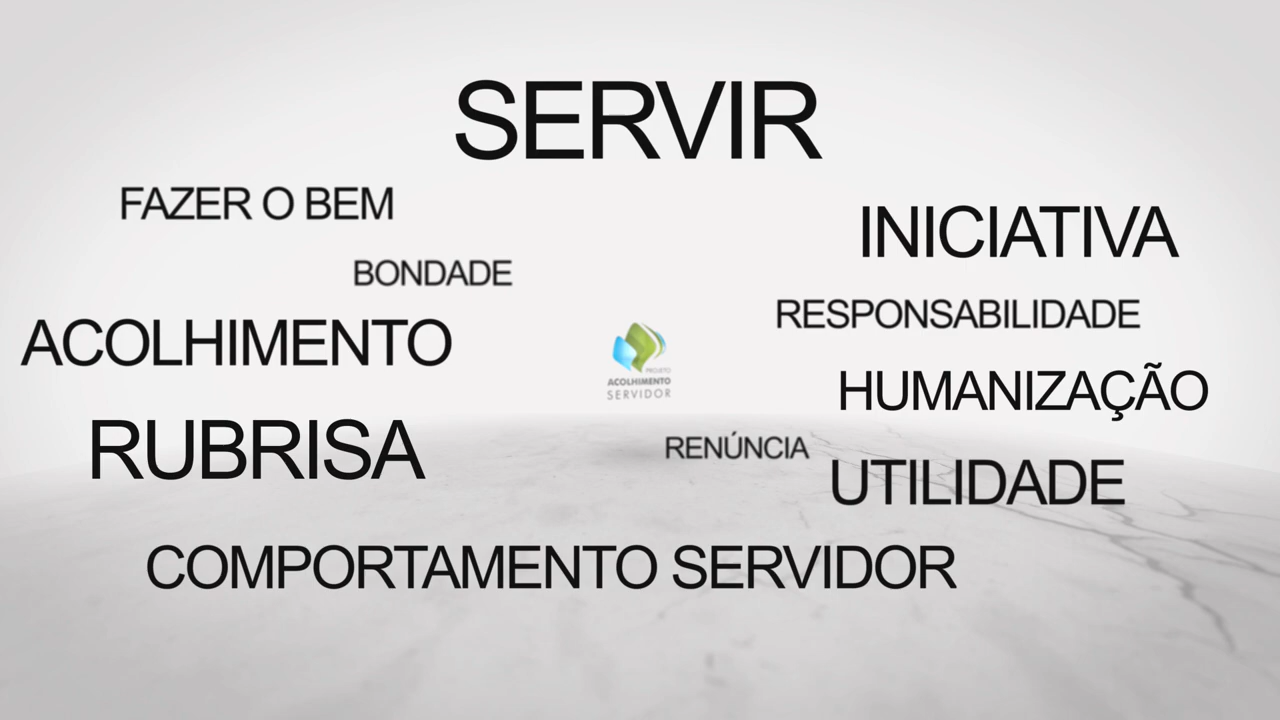 SERVIR
FAZER O BEM
INICIATIVA
BONDADE
RESPONSABILIDADE
ACOLHIMENTO
PROJETO
ACOLHIMENTO
SERVIDOR
HUMANIZAÇÃO
RUBRISA
RENÚNCIA
UTILIDADE
COMPORTAMENTO SERVIDOR